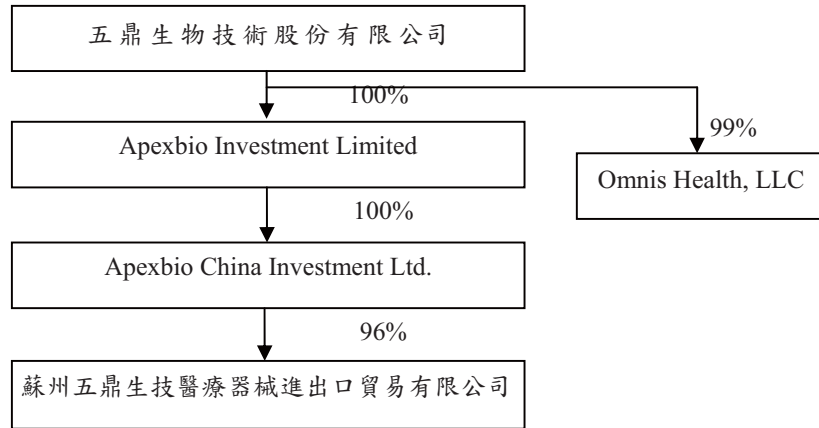 五鼎生物技術股份有限公司
100%
99%
Apexbio Investment Limited
Omnis Health, LLC
100%
Apexbio China Investment Ltd.
96%
蘇州五鼎生技醫療器械進出口貿易有限公司